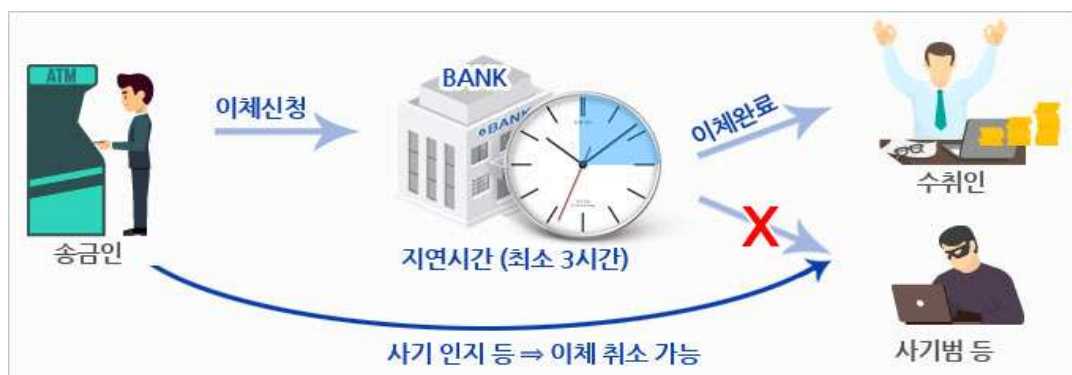 ATM
이체신청
BANK
BANK
이체완료
수취인
송금인
지연시간 (최소 3시간)
X
사기 인지 등 ⇒ 이체 취소 가능
사기범 등